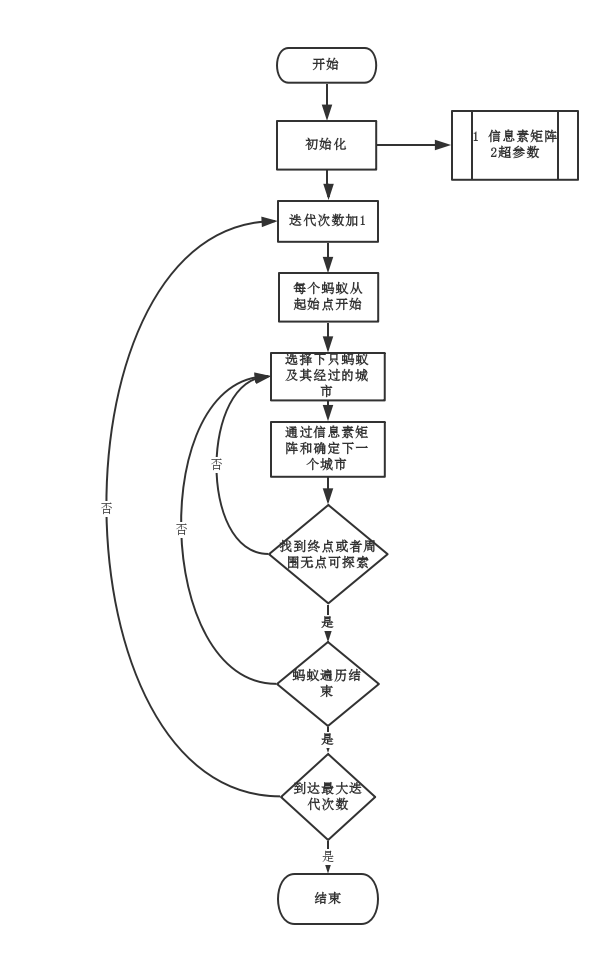 开始
初始化
1 信息素矩阵
2超参数
迭代次数加1
每个蚂蚁从
起始点开始
选择下只蚂蚁
及其经过的城
市
通过信息素矩
阵和确定下一
个城市
否
找到终点或者周
围无点可探索
否
否
是
蚂蚁遍历结
束
是
到达最大迭
代次数
是
结束